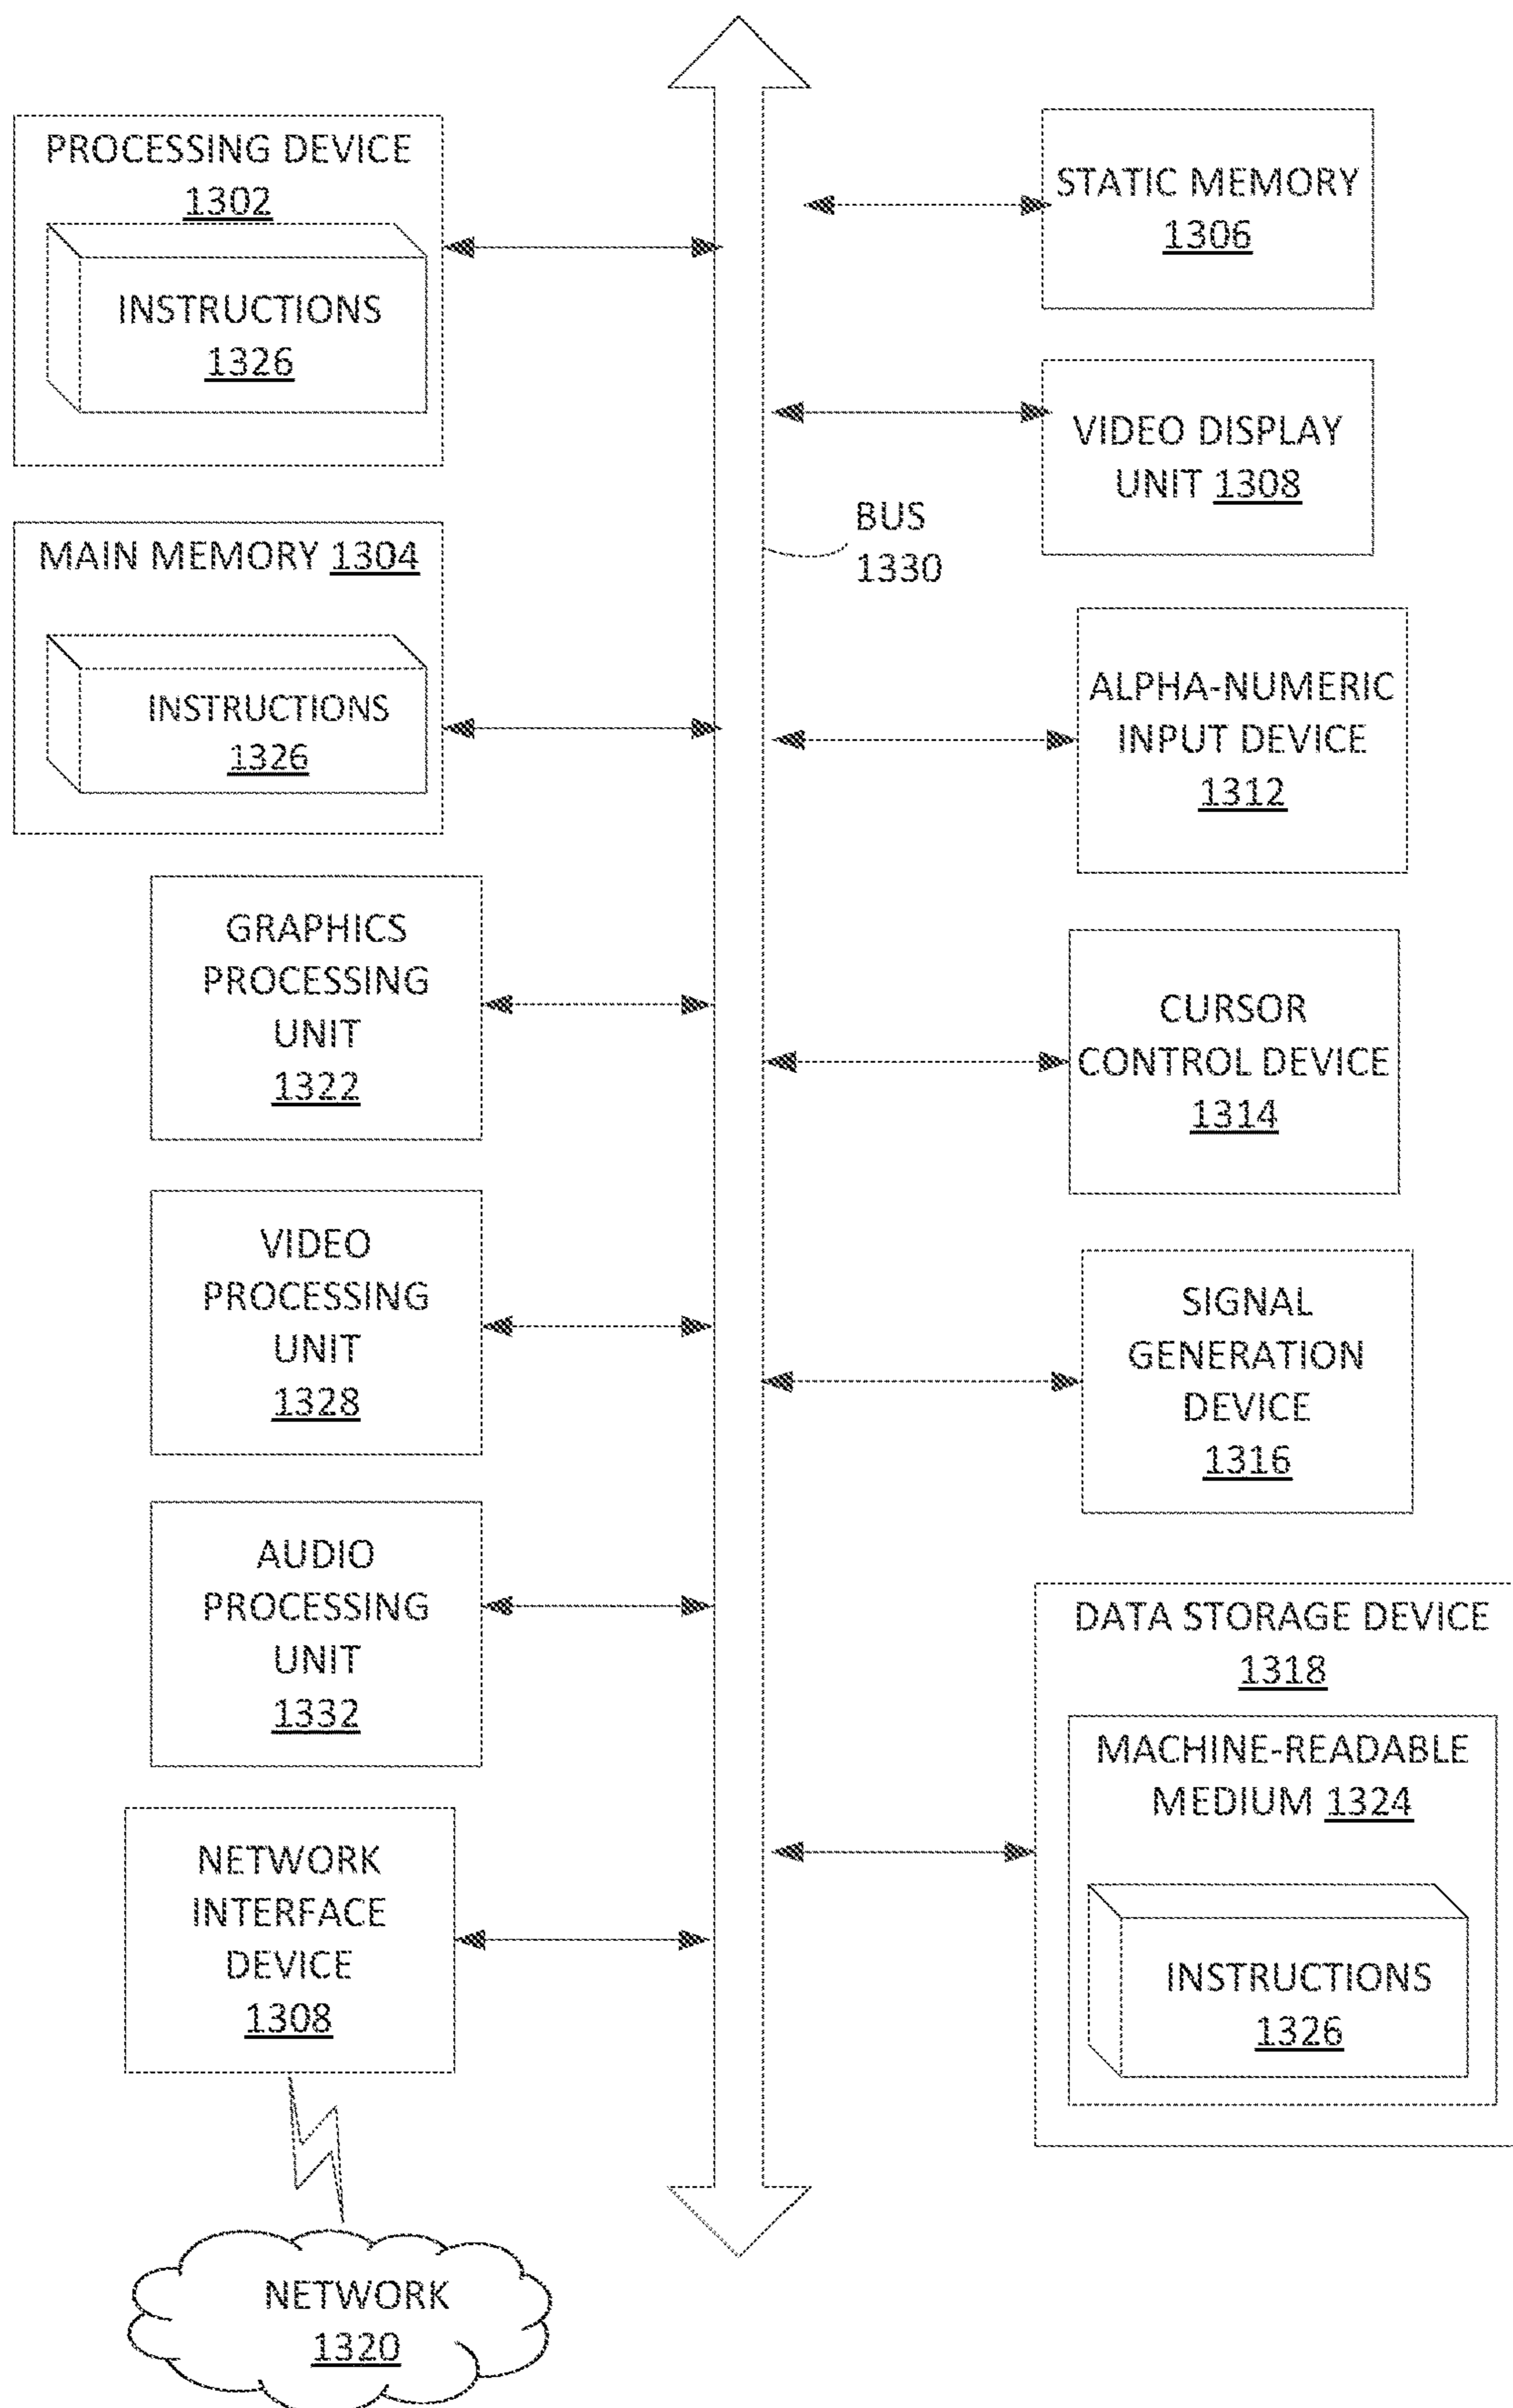 PROCESSING DEVICE
1302
INSTRUCTIONS
1326
MAIN MEMORY 1304
INSTRUCTIONS
1326
GRAPHICS
PROCESSING
UNIT
1322
VIDEO
PROCESSING
UNIT
1328
AUDIO
PROCESSING
UNIT
1332
NETWORK
INTERFACE
DEVICE
1308
NETWORK
1320
BUS
1330
STATIC MEMORY
1306
VIDEO DISPLAY
UNIT 1308
ALPHA-NUMERIC
INPUT DEVICE
1312
CURSOR
CONTROL DEVICE
1314
SIGNAL
GENERATION
DEVICE
1316
DATA STORAGE DEVICE
1318
MACHINE-READABLE
MEDIUM 1324
INSTRUCTIONS
1326